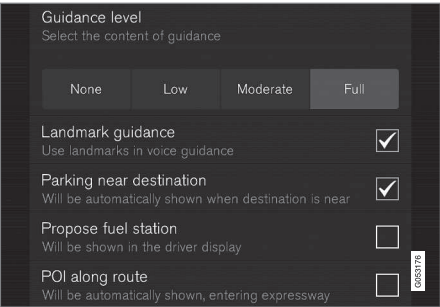 Guidance level
Select the content of guidance
None Low Moderate Full
Landmark guidance
Use landmarks in voice guidance
Parking near destination
Will be automatically shown when destination is near
Propose fuel station
Will be shown in the driver display
POI along route
Will be automatically shown, entering expressway
G053176